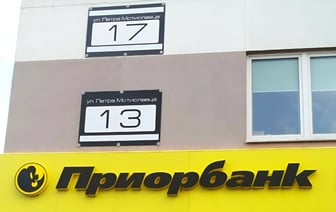 ул. Петра Мстиславца
17
ул. Петра Мстиславца
13
Приорбанк